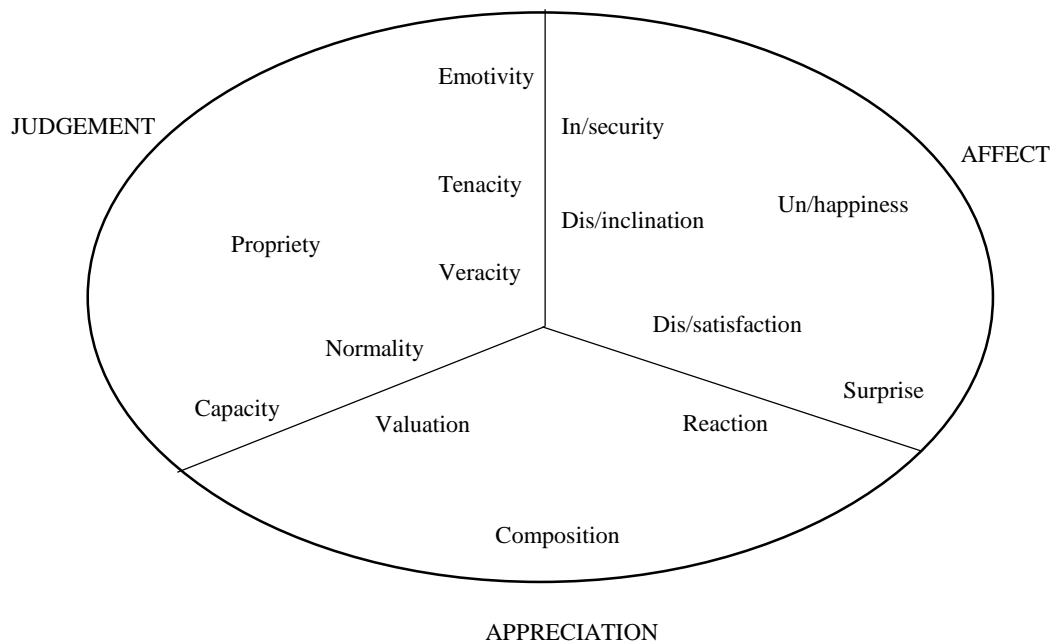 Emotivity
JUDGEMENT
In/security
AFFECT
Tenacity
Un/happiness
Dis/inclination
Propriety
Veracity
Dis/satisfaction
Normality
Surprise
Capacity
Valuation
Reaction
Composition
APPRECIATION